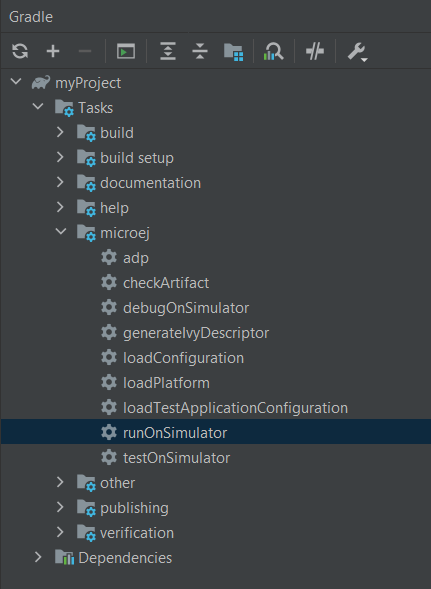 Gradle
myProject
Tasks
build
build setup
documentation
help
microej
adp
checkArtifact
debugOnSimulator
generateIvyDescriptor
loadConfiguration
loadPlatform
loadTestApplicationConfiguration
runOnSimulator
testOnSimulator
other
publishing
verification
Dependencies